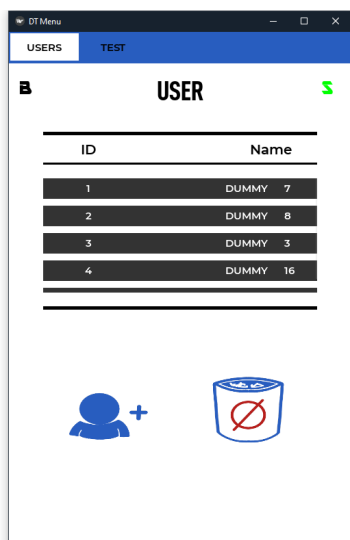 DT Menu
USERS TEST
B USER S
ID Name
1 DUMMY 7
2 DUMMY 8
3 DUMMY 3
4 DUMMY 16